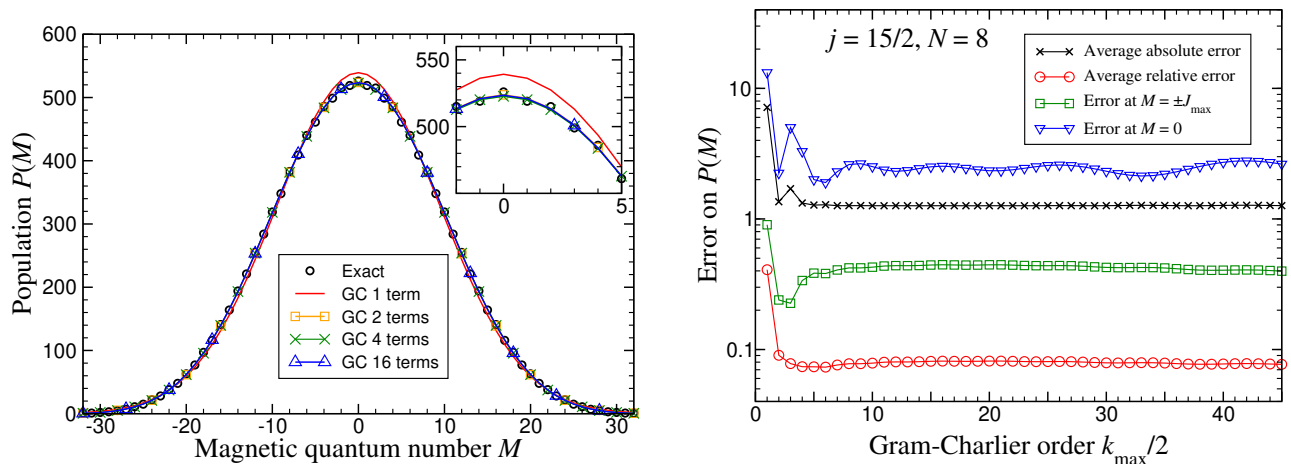 600
500
400
300
200
100
0
Population P(M)
-30
-20
-10
0
10
20
30
Magnetic quantum number M
550
500
0
5
Exact
GC 1 term
GC 2 terms
GC 4 terms
GC 16 terms
j = 15/2, N = 8
Average absolute error
Average relative error
Error at M = ±Jmax
Error at M = 0
10
1
0.1
Error on P(M)
0
10
20
30
40
Gram-Charlier order kmax/2